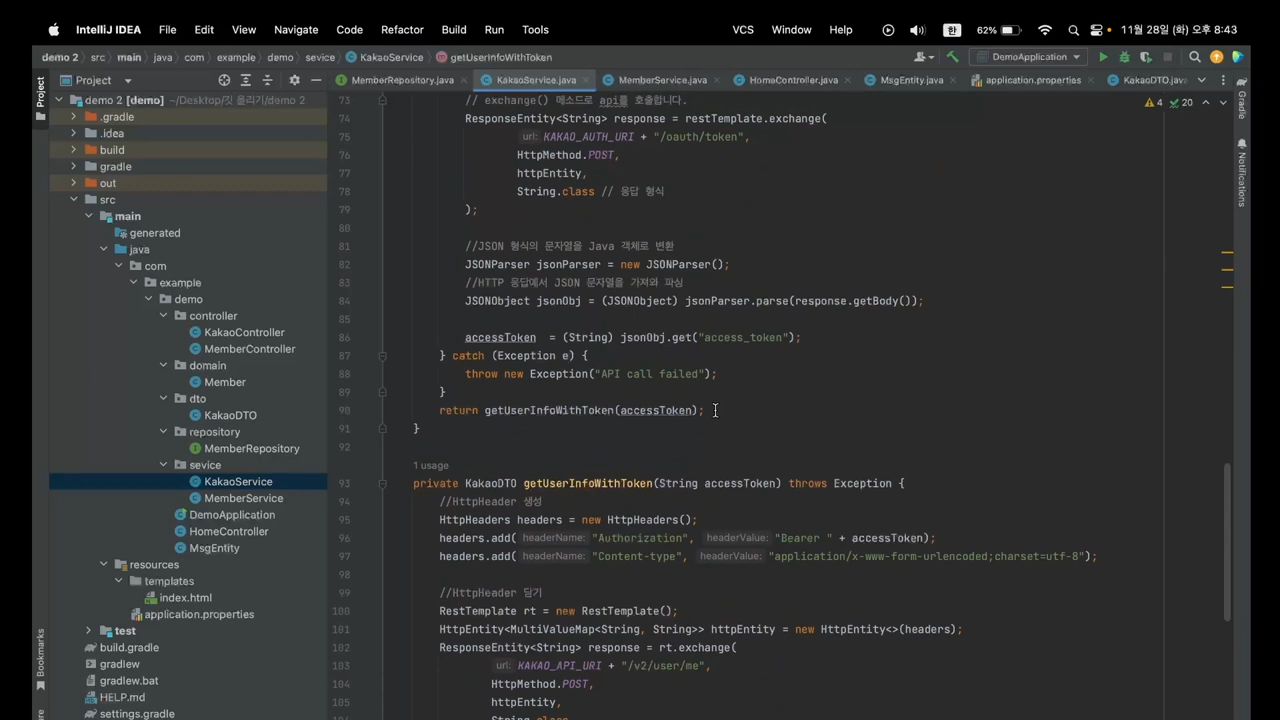 IntelliJ IDEA File Edit View Navigate Code Refactor Build Run Tools VCS Window Help 한 62% 11월 28일 (화) 오후 8:43
demo 2 src main java com example demo sevice KakaoService getUserInfoWithToken DemoApplication
Project MemberRepository.java KakaoService.java MemberService.java HomeController.java MsgEntity.java application.properties KakaoDTO.java
Project
Gradle
Notifications
Bookmarks
demo 2 [demo] ~/Desktop/깃 올리기/demo 2
.gradle
.idea
build
gradle
out
src
main
generated
java
com
example
demo
controller
KakaoController
MemberController
domain
Member
dto
KakaoDTO
repository
MemberRepository
sevice
KakaoService
MemberService
DemoApplication
HomeController
MsgEntity
resources
templates
index.html
application.properties
test
build.gradle
gradlew
gradlew.bat
HELP.md
settings.gradle
4 20
73 // exchange() 메소드로 api를 호출합니다.
74 ResponseEntity<String> response = restTemplate.exchange(
75 url: KAKAO_AUTH_URI + "/oauth/token",
76 HttpMethod.POST,
77 httpEntity,
78 String.class // 응답 형식
79 );
80
81 //JSON 형식의 문자열을 Java 객체로 변환
82 JSONParser jsonParser = new JSONParser();
83 //HTTP 응답에서 JSON 문자열을 가져와 파싱
84 JSONObject jsonObj = (JSONObject) jsonParser.parse(response.getBody());
85
86 accessToken = (String) jsonObj.get("access_token");
87 } catch (Exception e) {
88 throw new Exception("API call failed");
89 }
90 return getUserInfoWithToken(accessToken);
91 }
92
1 usage
93 private KakaoDTO getUserInfoWithToken(String accessToken) throws Exception {
94 //HttpHeader 생성
95 HttpHeaders headers = new HttpHeaders();
96 headers.add( headerName: "Authorization", headerValue: "Bearer " + accessToken);
97 headers.add( headerName: "Content-type", headerValue: "application/x-www-form-urlencoded;charset=utf-8");
98
99 //HttpHeader 담기
100 RestTemplate rt = new RestTemplate();
101 HttpEntity<MultiValueMap<String, String>> httpEntity = new HttpEntity<>(headers);
102 ResponseEntity<String> response = rt.exchange(
103 url: KAKAO_API_URI + "/v2/user/me",
104 HttpMethod.POST,
105 httpEntity,
String.class